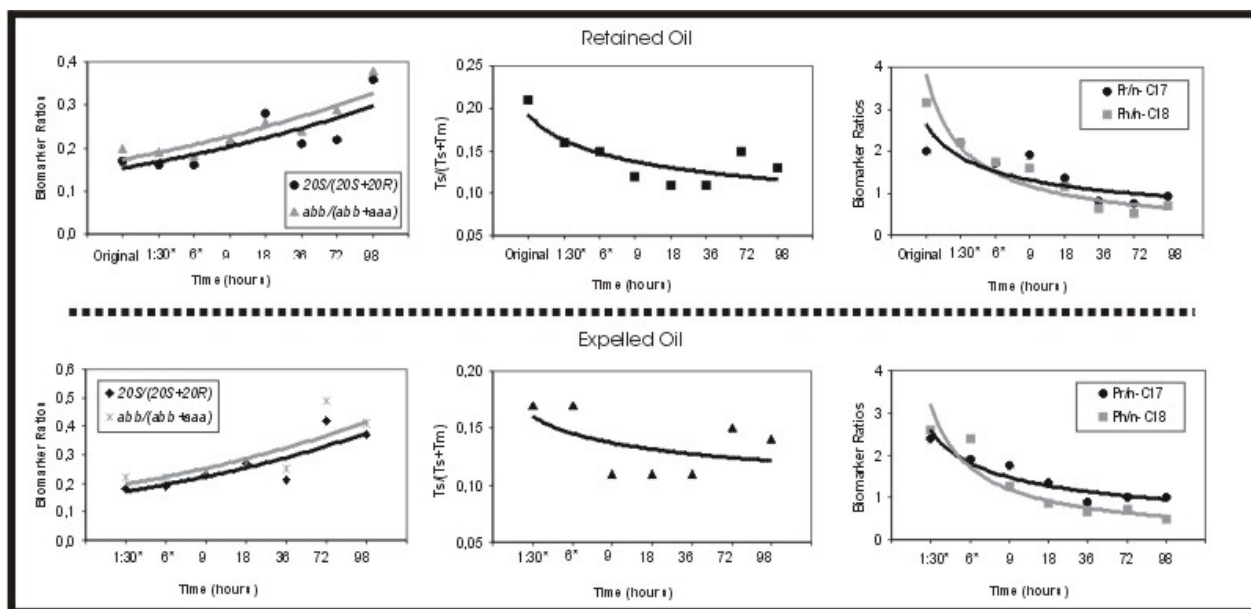 Retained Oil
Biomarker Ratios
0,4
0,3
0,2
0,1
0,0
20S/(20S+20R)
abb/(abb+aaa)
Original 1:30* 6* 9 18 36 72 98
Time (hours)
Ts/(Ts+Tm)
0,25
0,20
0,15
0,10
0,05
Original 1:30* 6* 9 18 36 72 98
Time (hours)
Biomarker Ratios
4
3
2
1
0
Pr/n- C17
Ph/n- C18
Original 1:30* 6* 9 18 36 72 98
Time (hours)
Expelled Oil
Biomarker Ratios
0,6
0,5
0,4
0,3
0,2
0,1
0,0
20S/(20S+20R)
abb/(abb+aaa)
1:30* 6* 9 18 36 72 98
Time (hours)
Ts/(Ts+Tm)
0,20
0,15
0,10
0,05
1:30* 6* 9 18 36 72 98
Time (hours)
Biomarker Ratios
4
3
2
1
0
Pr/n- C17
Ph/n- C18
1:30* 6* 9 18 36 72 98
Time (hours)